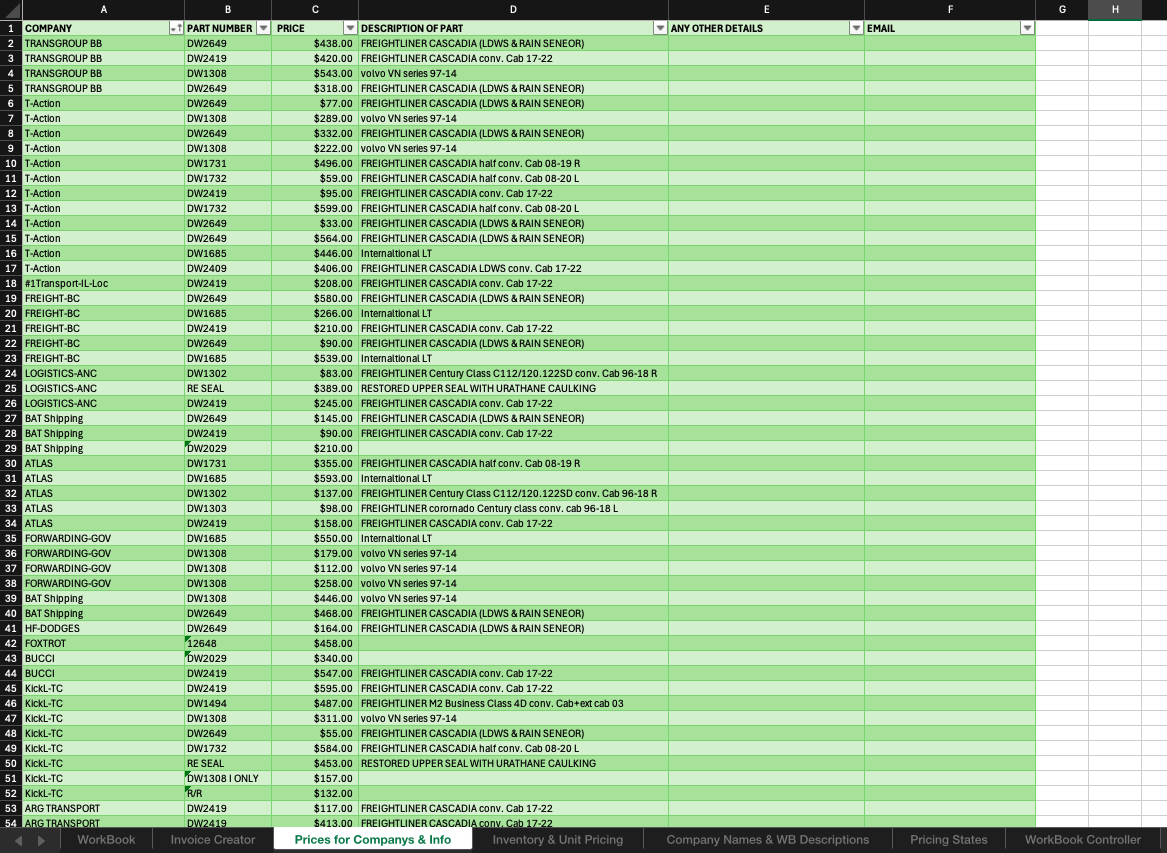 A B C D E F G H
1 COMPANY PART NUMBER PRICE DESCRIPTION OF PART ANY OTHER DETAILS EMAIL
2 TRANSGROUP BB DW2649 $438.00 FREIGHTLINER CASCADIA (LDWS & RAIN SENEOR)
3 TRANSGROUP BB DW2419 $420.00 FREIGHTLINER CASCADIA conv. Cab 17-22
4 TRANSGROUP BB DW1308 $543.00 volvo VN series 97-14
5 TRANSGROUP BB DW2649 $318.00 FREIGHTLINER CASCADIA (LDWS & RAIN SENEOR)
6 T-Action DW2649 $77.00 FREIGHTLINER CASCADIA (LDWS & RAIN SENEOR)
7 T-Action DW1308 $289.00 volvo VN series 97-14
8 T-Action DW2649 $332.00 FREIGHTLINER CASCADIA (LDWS & RAIN SENEOR)
9 T-Action DW1308 $222.00 volvo VN series 97-14
10 T-Action DW1731 $496.00 FREIGHTLINER CASCADIA half conv. Cab 08-19 R
11 T-Action DW1732 $59.00 FREIGHTLINER CASCADIA half conv. Cab 08-20 L
12 T-Action DW2419 $95.00 FREIGHTLINER CASCADIA conv. Cab 17-22
13 T-Action DW1732 $599.00 FREIGHTLINER CASCADIA half conv. Cab 08-20 L
14 T-Action DW2649 $33.00 FREIGHTLINER CASCADIA (LDWS & RAIN SENEOR)
15 T-Action DW2649 $564.00 FREIGHTLINER CASCADIA (LDWS & RAIN SENEOR)
16 T-Action DW1685 $446.00 Internaltional LT
17 T-Action DW2409 $406.00 FREIGHTLINER CASCADIA LDWS conv. Cab 17-22
18 #1Transport-IL-Loc DW2419 $208.00 FREIGHTLINER CASCADIA conv. Cab 17-22
19 FREIGHT-BC DW2649 $580.00 FREIGHTLINER CASCADIA (LDWS & RAIN SENEOR)
20 FREIGHT-BC DW1685 $266.00 Internaltional LT
21 FREIGHT-BC DW2419 $210.00 FREIGHTLINER CASCADIA conv. Cab 17-22
22 FREIGHT-BC DW2649 $90.00 FREIGHTLINER CASCADIA (LDWS & RAIN SENEOR)
23 FREIGHT-BC DW1685 $539.00 Internaltional LT
24 LOGISTICS-ANC DW1302 $83.00 FREIGHTLINER Century Class C112/120.122SD conv. Cab 96-18 R
25 LOGISTICS-ANC RE SEAL $389.00 RESTORED UPPER SEAL WITH URATHANE CAULKING
26 LOGISTICS-ANC DW2419 $245.00 FREIGHTLINER CASCADIA conv. Cab 17-22
27 BAT Shipping DW2649 $145.00 FREIGHTLINER CASCADIA (LDWS & RAIN SENEOR)
28 BAT Shipping DW2419 $90.00 FREIGHTLINER CASCADIA conv. Cab 17-22
29 BAT Shipping DW2029 $210.00
30 ATLAS DW1731 $355.00 FREIGHTLINER CASCADIA half conv. Cab 08-19 R
31 ATLAS DW1685 $593.00 Internaltional LT
32 ATLAS DW1302 $137.00 FREIGHTLINER Century Class C112/120.122SD conv. Cab 96-18 R
33 ATLAS DW1303 $98.00 FREIGHTLINER corornado Century class conv. cab 96-18 L
34 ATLAS DW2419 $158.00 FREIGHTLINER CASCADIA conv. Cab 17-22
35 FORWARDING-GOV DW1685 $550.00 Internaltional LT
36 FORWARDING-GOV DW1308 $179.00 volvo VN series 97-14
37 FORWARDING-GOV DW1308 $112.00 volvo VN series 97-14
38 FORWARDING-GOV DW1308 $258.00 volvo VN series 97-14
39 BAT Shipping DW1308 $446.00 volvo VN series 97-14
40 BAT Shipping DW2649 $468.00 FREIGHTLINER CASCADIA (LDWS & RAIN SENEOR)
41 HF-DODGES DW2649 $164.00 FREIGHTLINER CASCADIA (LDWS & RAIN SENEOR)
42 FOXTROT 12648 $458.00
43 BUCCI DW2029 $340.00
44 BUCCI DW2419 $547.00 FREIGHTLINER CASCADIA conv. Cab 17-22
45 KickL-TC DW2419 $595.00 FREIGHTLINER CASCADIA conv. Cab 17-22
46 KickL-TC DW1494 $487.00 FREIGHTLINER M2 Business Class 4D conv. Cab+ext cab 03
47 KickL-TC DW1308 $311.00 volvo VN series 97-14
48 KickL-TC DW2649 $55.00 FREIGHTLINER CASCADIA (LDWS & RAIN SENEOR)
49 KickL-TC DW1732 $584.00 FREIGHTLINER CASCADIA half conv. Cab 08-20 L
50 KickL-TC RE SEAL $453.00 RESTORED UPPER SEAL WITH URATHANE CAULKING
51 KickL-TC DW1308 I ONLY $157.00
52 KickL-TC R/R $132.00
53 ARG TRANSPORT DW2419 $117.00 FREIGHTLINER CASCADIA conv. Cab 17-22
54 ARG TRANSPORT DW2419 $413.00 FREIGHTLINER CASCADIA conv. Cab 17-22
WorkBook Invoice Creator Prices for Companys & Info Inventory & Unit Pricing Company Names & WB Descriptions Pricing States WorkBook Controller